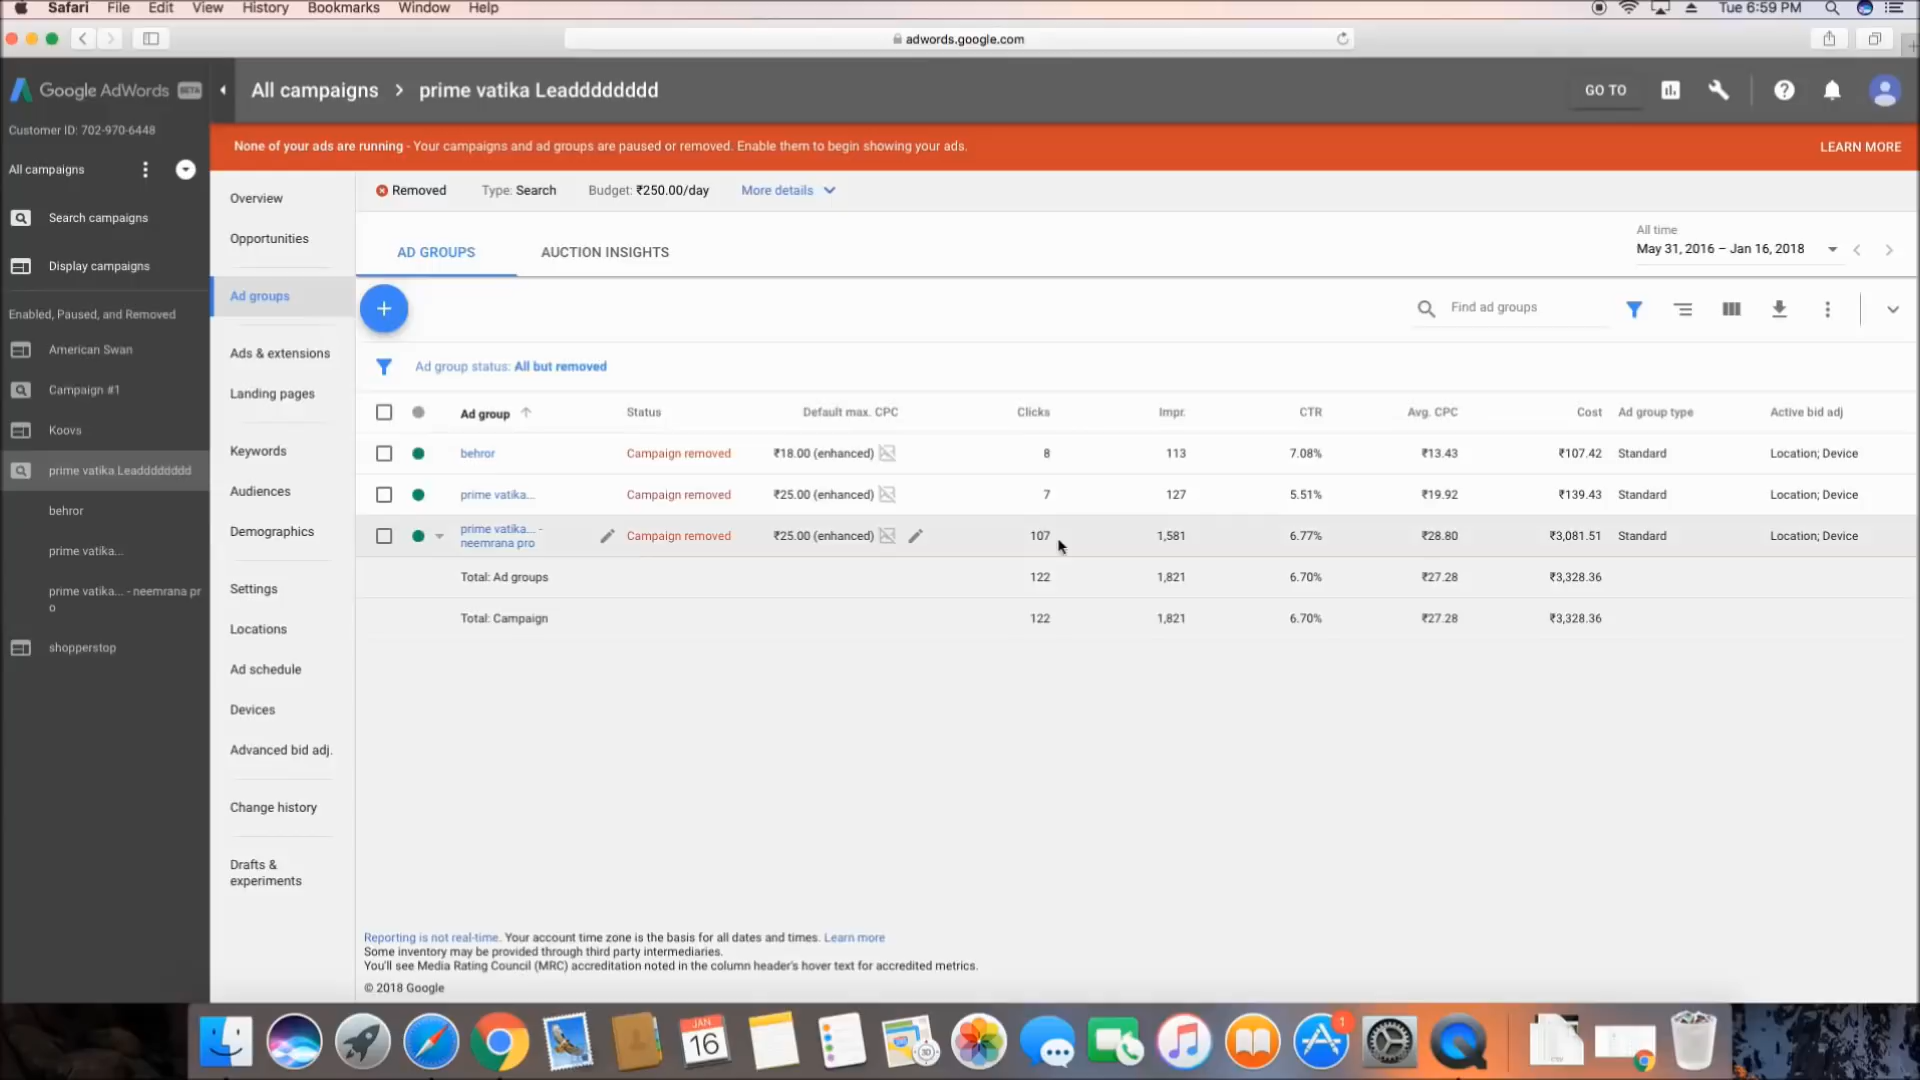 Safari File Edit View History Bookmarks Window Help Tue 6:59 PM
adwords.google.com
Google AdWords BETA
All campaigns > prime vatika Leadddddddd
GO TO
Customer ID: 702-970-6448
None of your ads are running - Your campaigns and ad groups are paused or removed. Enable them to begin showing your ads.
LEARN MORE
All campaigns
Search campaigns
Display campaigns
Enabled, Paused, and Removed
American Swan
Campaign #1
Koovs
prime vatika Leadddddddd
behror
prime vatika...
prime vatika... - neemrana pr
o
shopperstop
Overview
Opportunities
Ad groups
Ads & extensions
Landing pages
Keywords
Audiences
Demographics
Settings
Locations
Ad schedule
Devices
Advanced bid adj.
Change history
Drafts &
experiments
Removed Type: Search Budget: ₹250.00/day More details
AD GROUPS AUCTION INSIGHTS
All time
May 31, 2016 – Jan 16, 2018
Find ad groups
Ad group status: All but removed
Ad group Status Default max. CPC Clicks Impr. CTR Avg. CPC Cost Ad group type Active bid adj
behror Campaign removed ₹18.00 (enhanced) 8 113 7.08% ₹13.43 ₹107.42 Standard Location; Device
prime vatika... Campaign removed ₹25.00 (enhanced) 7 127 5.51% ₹19.92 ₹139.43 Standard Location; Device
prime vatika... -
neemrana pro Campaign removed ₹25.00 (enhanced) 107 1,581 6.77% ₹28.80 ₹3,081.51 Standard Location; Device
Total: Ad groups 122 1,821 6.70% ₹27.28 ₹3,328.36
Total: Campaign 122 1,821 6.70% ₹27.28 ₹3,328.36
Reporting is not real-time. Your account time zone is the basis for all dates and times. Learn more
Some inventory may be provided through third party intermediaries.
You'll see Media Rating Council (MRC) accreditation noted in the column header's hover text for accredited metrics.
© 2018 Google
JAN
16
3D
1
CSV